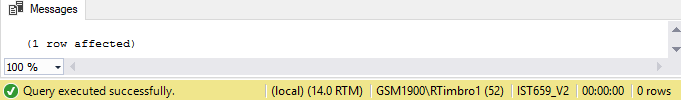 Messages
(1 row affected)
100 %
Query executed successfully. (local) (14.0 RTM) GSM1900\RTimbro1 (52) IST659_V2 00:00:00 0 rows